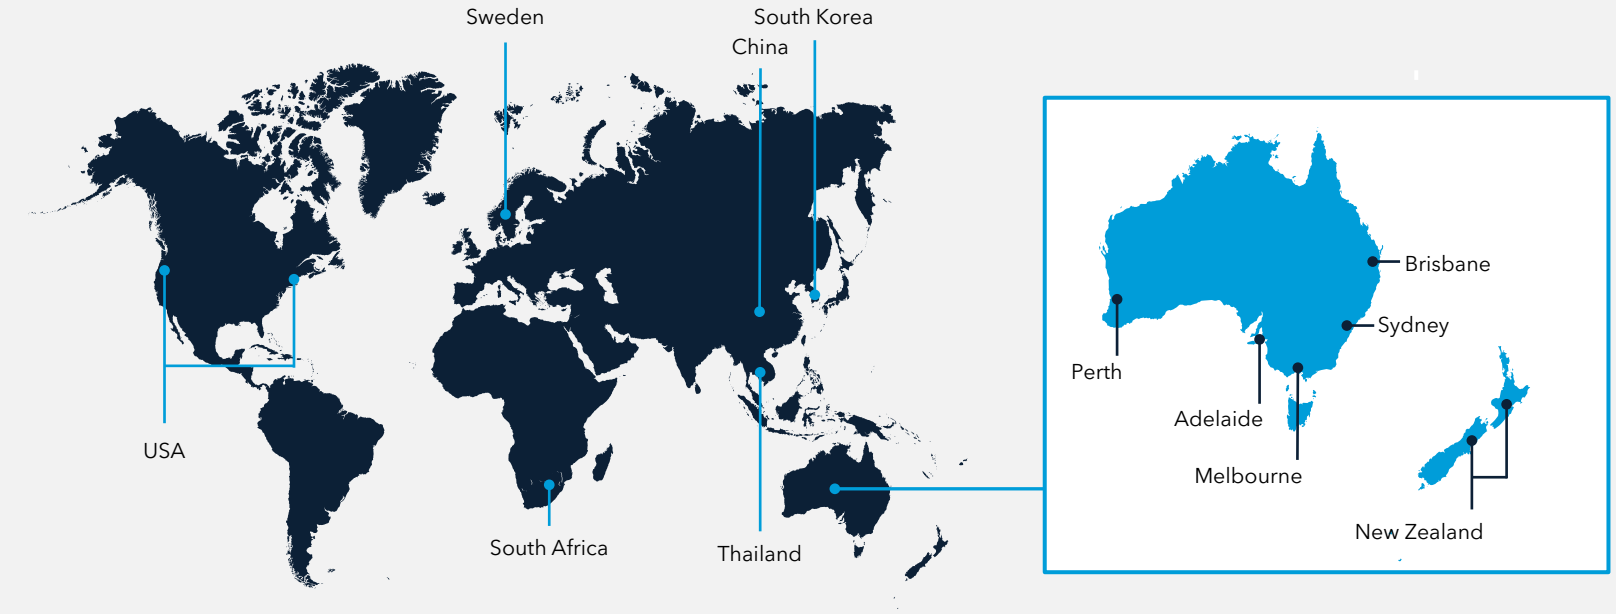 Sweden
South Korea
China
USA
South Africa
Thailand
Brisbane
Sydney
Perth
Adelaide
Melbourne
New Zealand